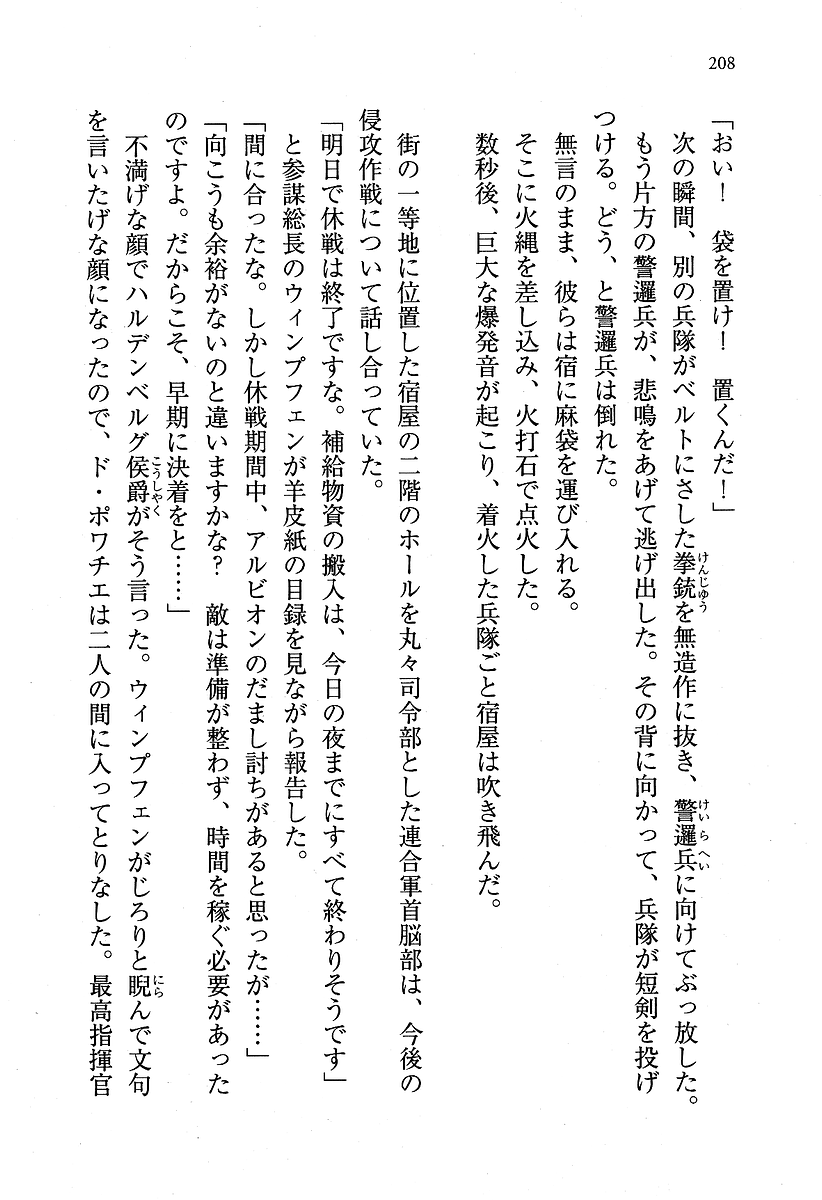 208
「おい！　袋を置け！　置くんだ！」
　次の瞬間、別の兵隊がベルトにさした拳銃を無造作に抜き、警邏兵に向けてぶっ放した。
けんじゅう
けいらへい
　もう片方の警邏兵が、悲鳴をあげて逃げ出した。その背に向かって、兵隊が短剣を投げ
つける。どう、と警邏兵は倒れた。
　無言のまま、彼らは宿に麻袋を運び入れる。
　そこに火縄を差し込み、火打石で点火した。
　数秒後、巨大な爆発音が起こり、着火した兵隊ごと宿屋は吹き飛んだ。
　街の一等地に位置した宿屋の二階のホールを丸々司令部とした連合軍首脳部は、今後の
侵攻作戦について話し合っていた。
「明日で休戦は終了ですな。補給物資の搬入は、今日の夜までにすべて終わりそうです」
　と参謀総長のウィンプフェンが羊皮紙の目録を見ながら報告した。
「間に合ったな。しかし休戦期間中、アルビオンのだまし討ちがあると思ったが……」
「向こうも余裕がないのと違いますかな？　敵は準備が整わず、時間を稼ぐ必要があった
のですよ。だからこそ、早期に決着をと……」
　不満げな顔でハルデンベルグ侯爵がそう言った。ウィンプフェンがじろりと睨んで文句
こうしゃく
にら
を言いたげな顔になったので、ド・ポワチエは二人の間に入ってとりなした。最高指揮官